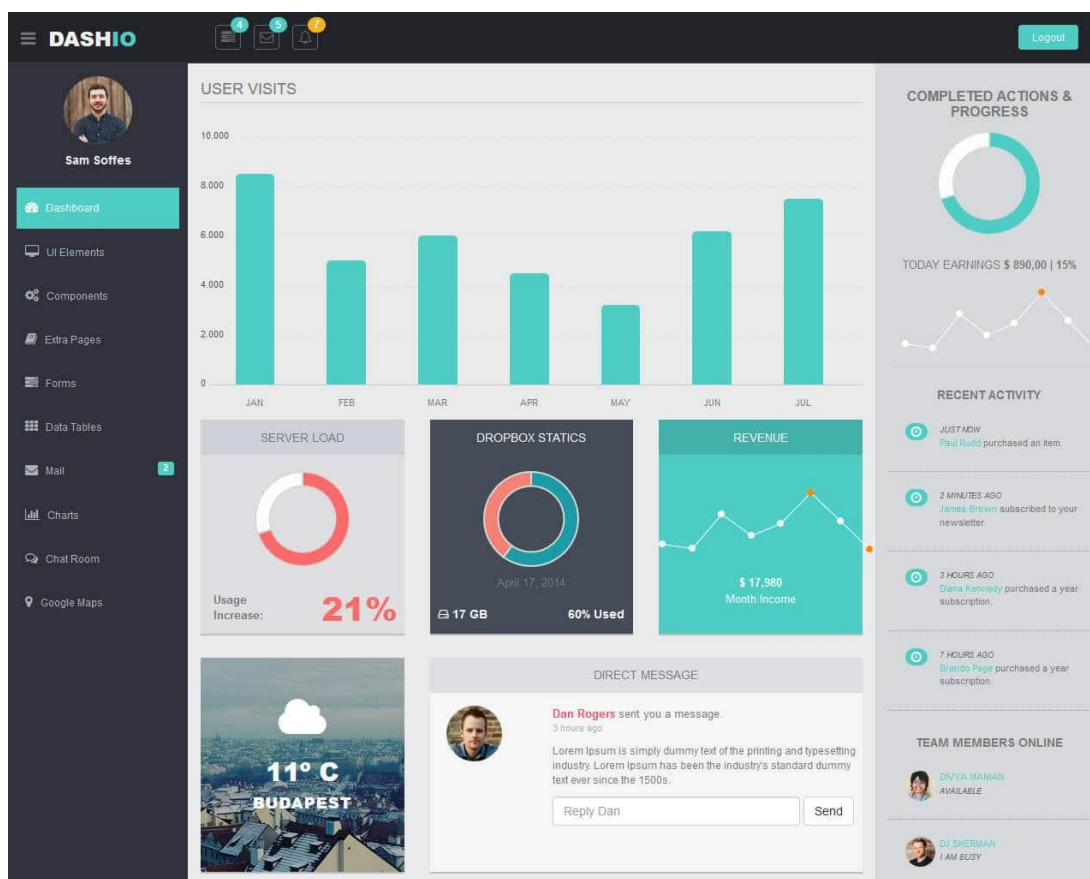 DASHIO
4
5
7
Logout
Sam Soffes
Dashboard
UI Elements
Components
Extra Pages
Forms
Data Tables
Mail
2
Charts
Chat Room
Google Maps
USER VISITS
10.000
8.000
6.000
4.000
2.000
0
JAN FEB MAR APR MAY JUN JUL
SERVER LOAD
Usage
Increase:
21%
DROPBOX STATICS
April 17, 2014
17 GB
60% Used
REVENUE
$ 17,980
Month Income
11º C
BUDAPEST
DIRECT MESSAGE
Dan Rogers sent you a message.
3 hours ago
Lorem Ipsum is simply dummy text of the printing and typesetting
industry. Lorem Ipsum has been the industry's standard dummy
text ever since the 1500s.
Reply Dan
Send
COMPLETED ACTIONS &
PROGRESS
TODAY EARNINGS $ 890,00 | 15%
RECENT ACTIVITY
JUST NOW
Paul Rudd purchased an item.
2 MINUTES AGO
James Brown subscribed to your
newsletter.
3 HOURS AGO
Diana Kennedy purchased a year
subscription.
7 HOURS AGO
Brando Page purchased a year
subscription.
TEAM MEMBERS ONLINE
DIVYA MANIAN
AVAILABLE
DJ SHERMAN
I AM BUSY